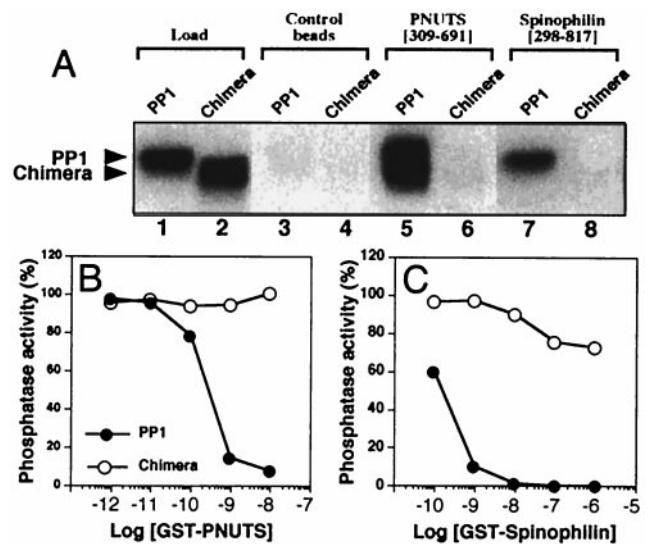 Load
Control beads
PNUTS [309-691]
Spinophilin [298-817]
A
PP1
Chimera
PP1
Chimera
PP1
Chimera
PP1
Chimera
PP1
Chimera
1 2 3 4 5 6 7 8
B
Phosphatase activity (%)
120
100
80
60
40
20
0
PP1
Chimera
-12 -11 -10 -9 -8 -7
Log [GST-PNUTS]
C
Phosphatase activity (%)
120
100
80
60
40
20
0
-10 -9 -8 -7 -6 -5
Log [GST-Spinophilin]